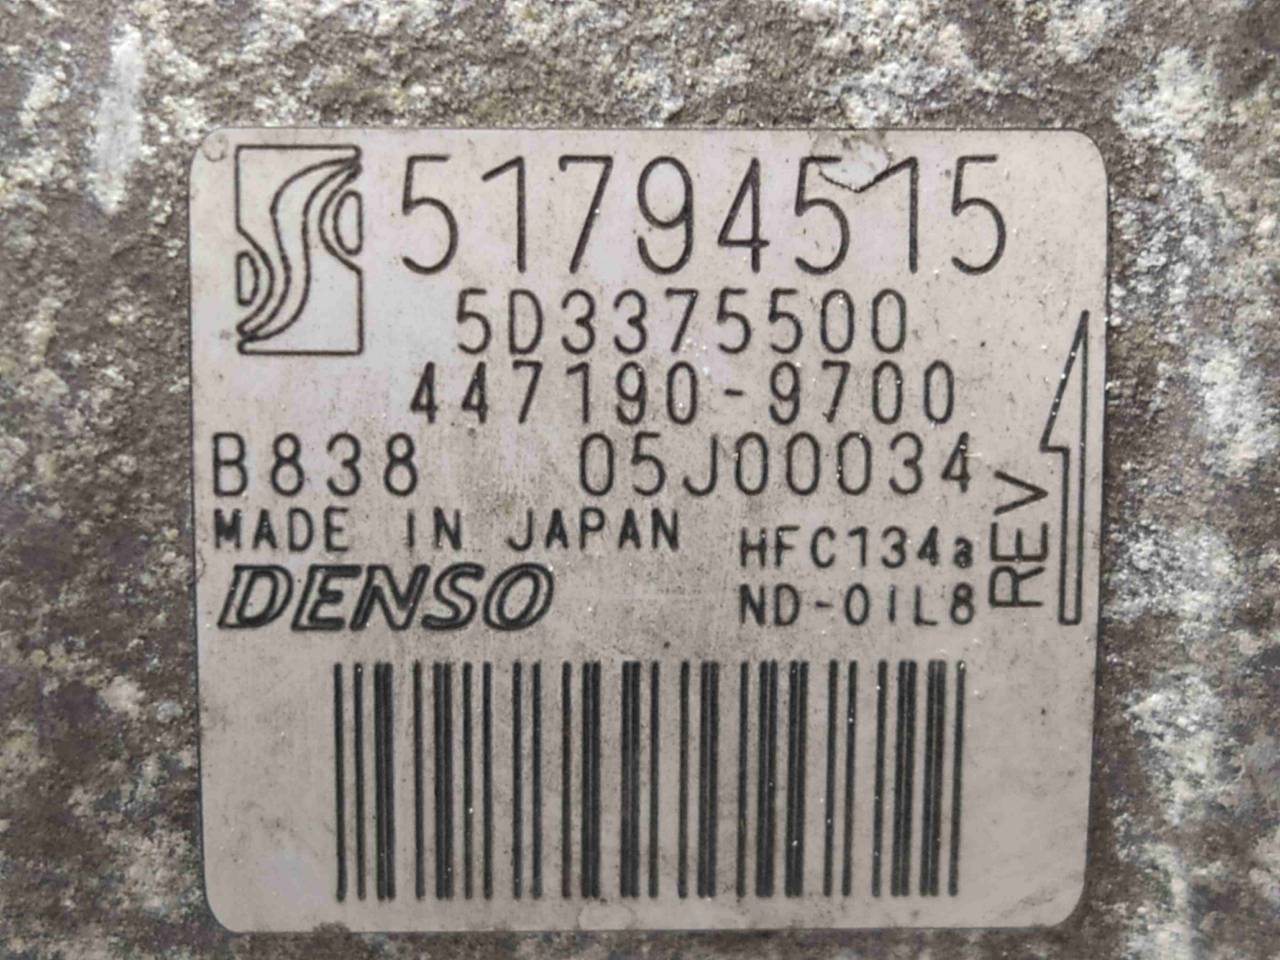 51794515
5D3375500
447190-9700
B838 05J00034
MADE IN JAPAN
HFC134a
DENSO
ND-OIL8
REV